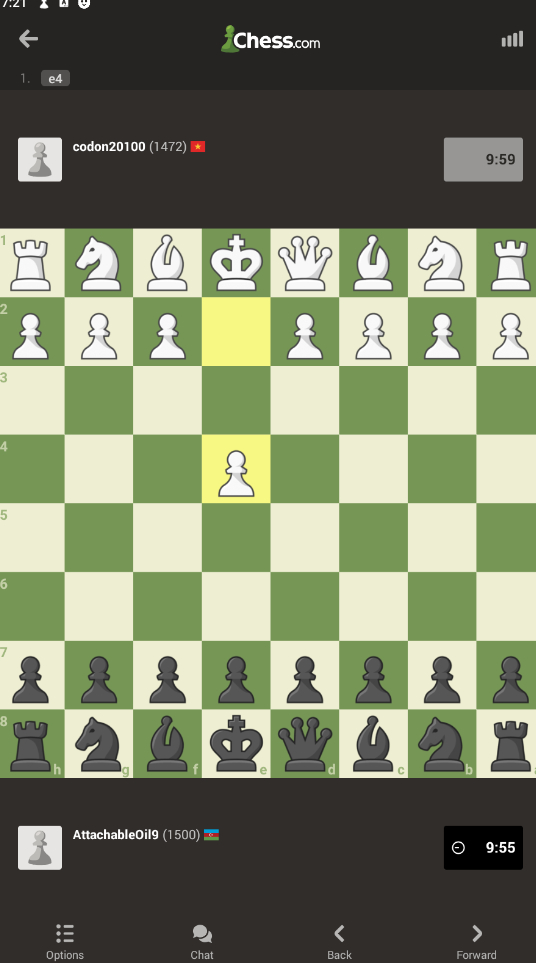 7:21
Chess.com
1. e4
codon20100 (1472)
9:59
1
2
3
4
5
6
7
8
h g f e d c b a
AttachableOil9 (1500)
9:55
Options Chat Back Forward